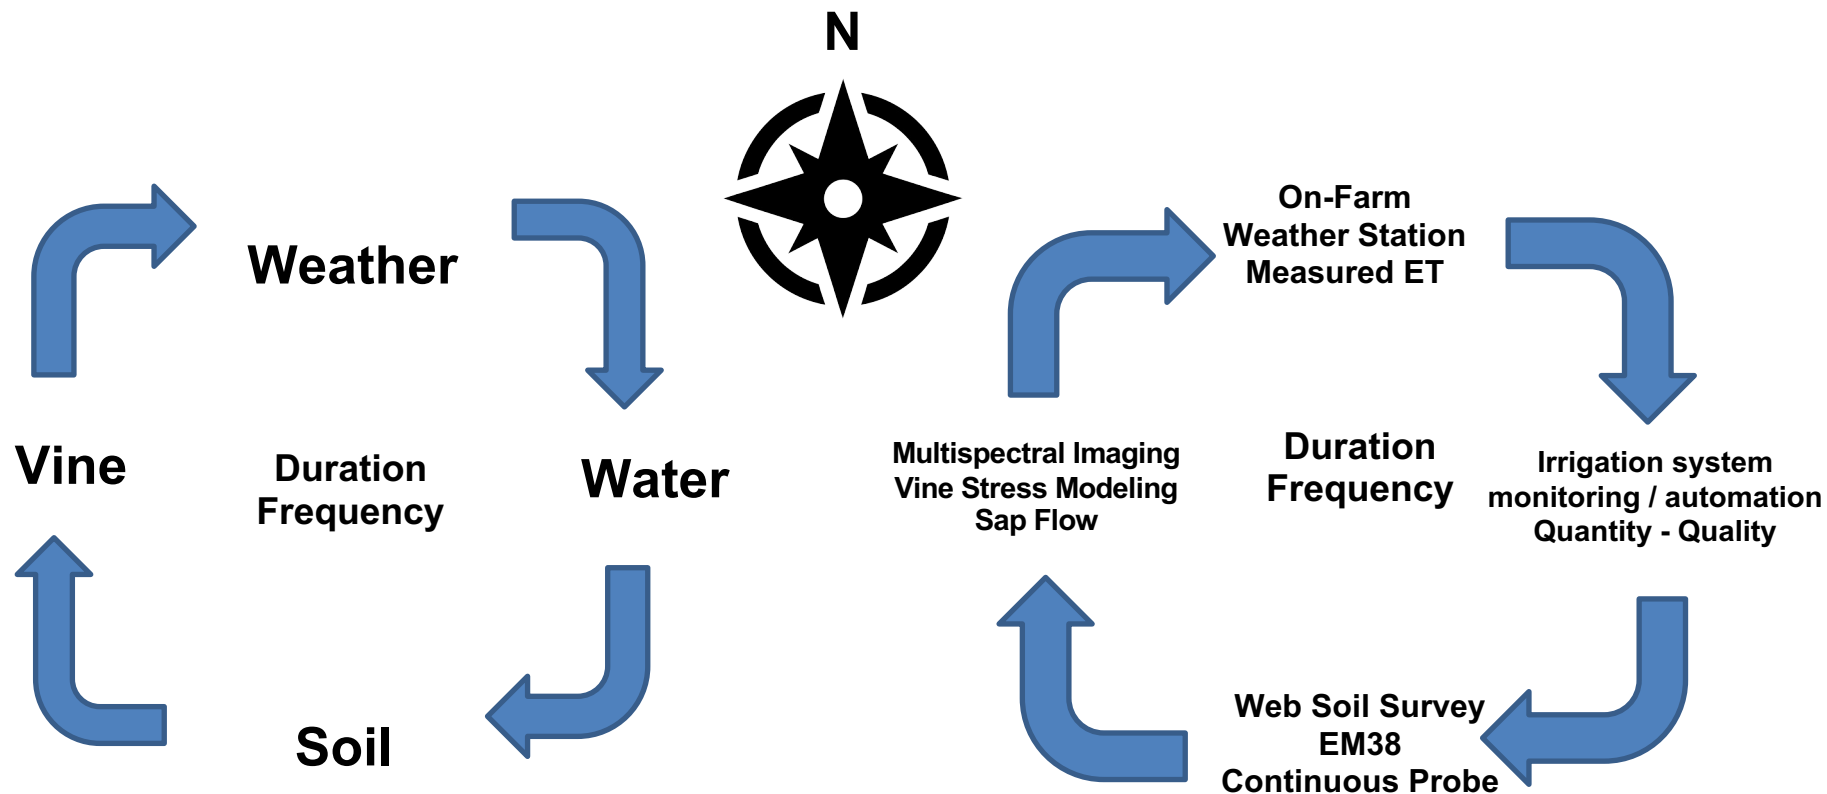 N
Weather
Vine
Duration
Frequency
Water
Soil
On-Farm
Weather Station
Measured ET
Multispectral Imaging
Vine Stress Modeling
Sap Flow
Duration
Frequency
Irrigation system
monitoring / automation
Quantity - Quality
Web Soil Survey
EM38
Continuous Probe